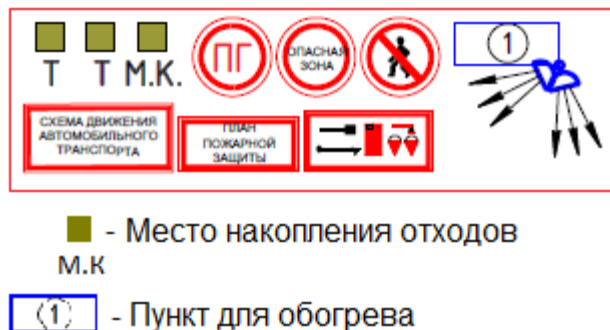 Т Т М.К.
ПГ
ОПАСНАЯ
ЗОНА
1
СХЕМА ДВИЖЕНИЯ
АВТОМОБИЛЬНОГО
ТРАНСПОРТА
ПЛАН
ПОЖАРНОЙ
ЗАЩИТЫ
- Место накопления отходов
м.к
1 - Пункт для обогрева